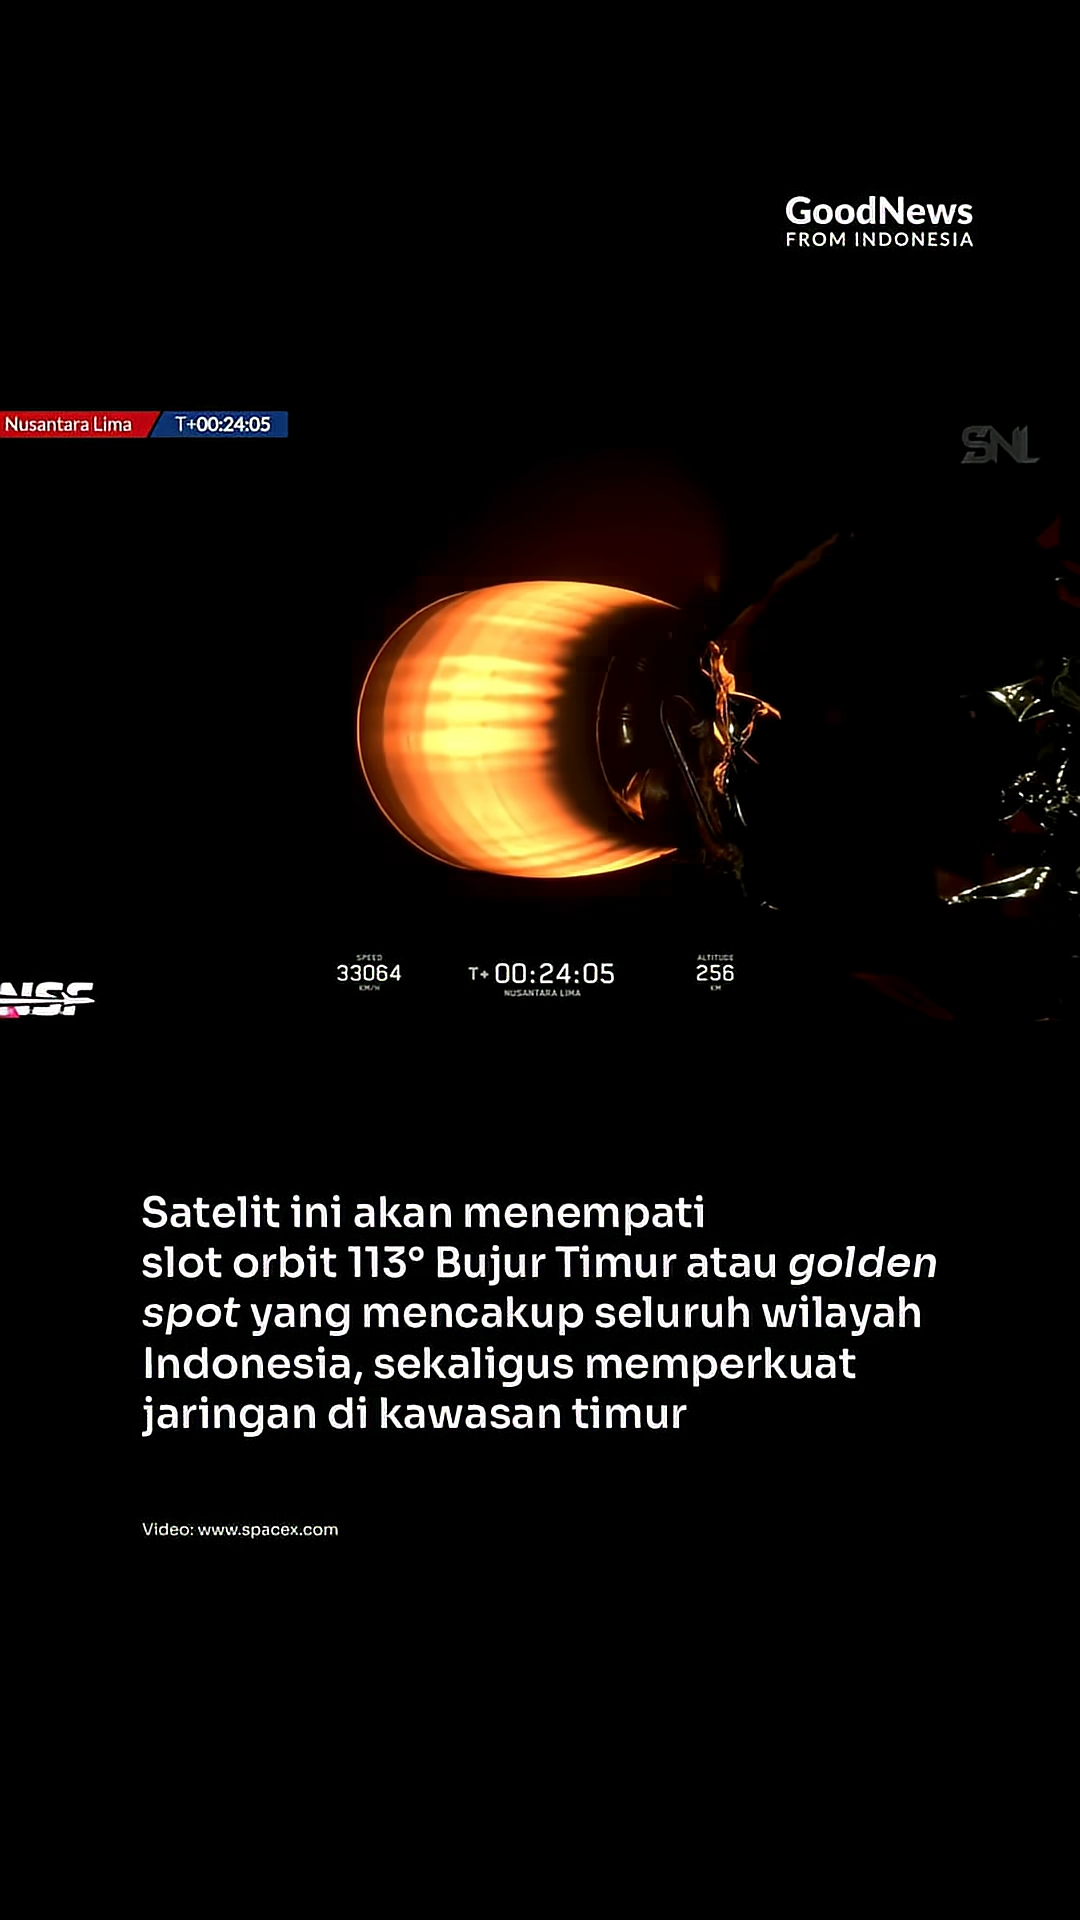 GoodNews
FROM INDONESIA
Nusantara Lima T+00:24:05
SNL
SPEED
33064
KM/H
T+ 00:24:05
NUSANTARA LIMA
ALTITUDE
256
KM
NSF
Satelit ini akan menempati
slot orbit 113° Bujur Timur atau golden
spot yang mencakup seluruh wilayah
Indonesia, sekaligus memperkuat
jaringan di kawasan timur
Video: www.spacex.com